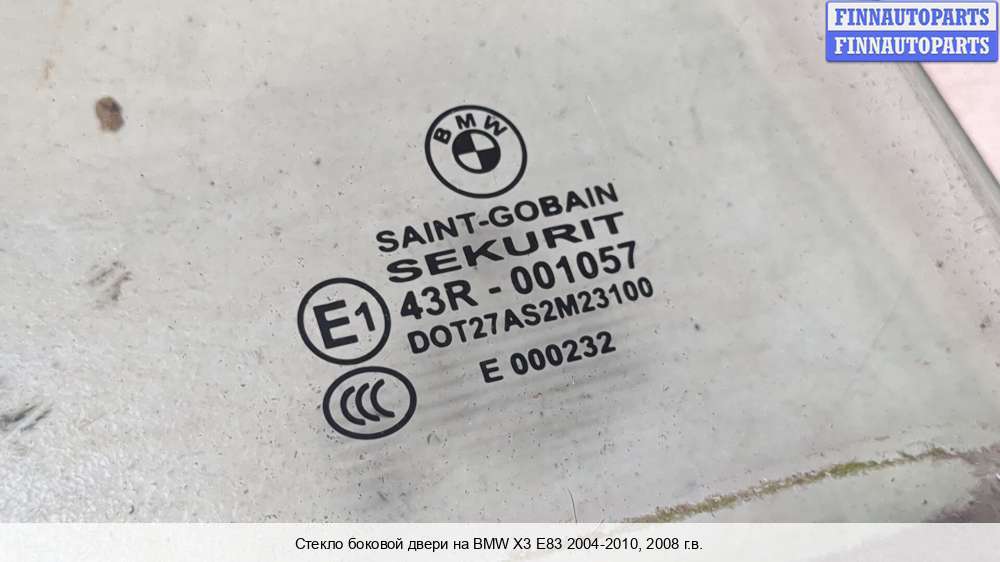 FINNAUTOPARTS
FINNAUTOPARTS
BMW
SAINT-GOBAIN
SEKURIT
E1
43R - 001057
DOT27AS2M23100
E 000232
CCC
Стекло боковой двери на BMW X3 E83 2004-2010, 2008 г.в.